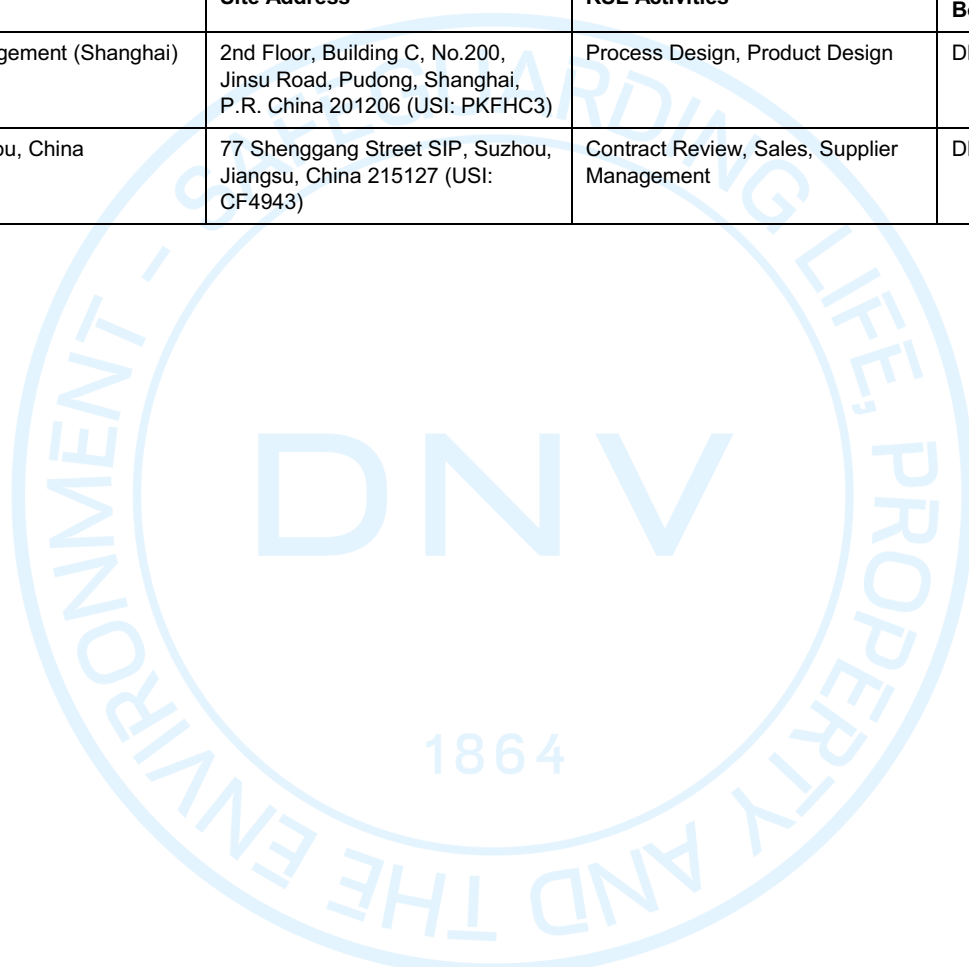 Site Address
RSL Activities
gement (Shanghai)
2nd Floor, Building C, No.200,
Jinsu Road, Pudong, Shanghai,
P.R. China 201206 (USI: PKFHC3)
Process Design, Product Design
ou, China
77 Shenggang Street SIP, Suzhou,
Jiangsu, China 215127 (USI:
CF4943)
Contract Review, Sales, Supplier
Management
SAFEGUARDING LIFE, PROPERTY AND THE ENVIRONMENT -
DNV
1864